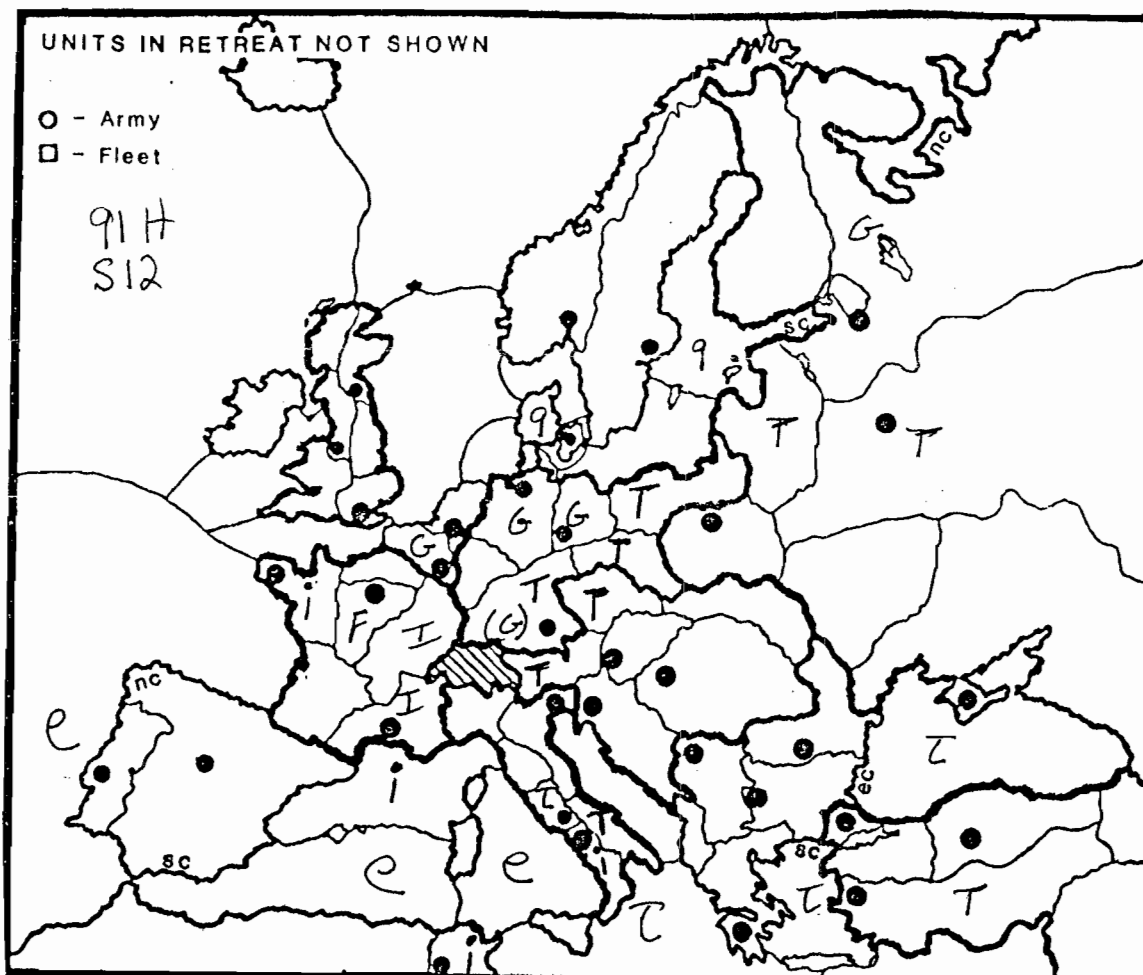 UNITS IN RETREAT NOT SHOWN
O - Army
□ - Fleet
91 H
S12
nc
G
sc
q
T
T
q
T
G
G
G
T
i
T
T
F
I
(G)
T
nc
I
e
i
τ
ec
τ
T
i
sc
sc
e
e
τ
τ
T
i